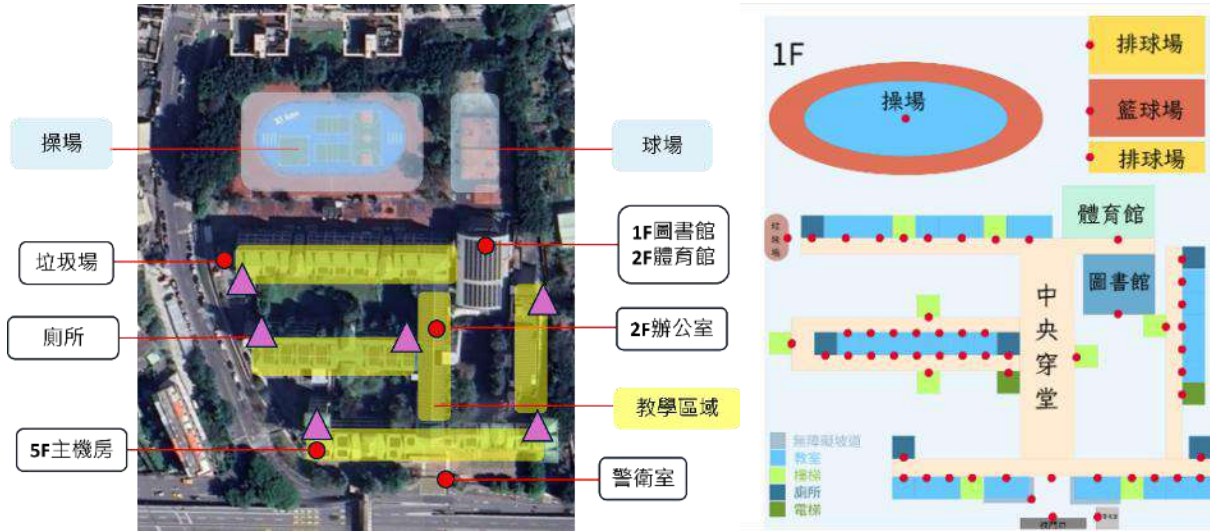 操場
垃圾場
廁所
5F主機房
球場
1F圖書館
2F體育館
2F辦公室
教學區域
警衛室
1F
操場
排球場
籃球場
排球場
體育館
圖書館
中央穿堂
無障礙坡道
教室
樓梯
廁所
電梯